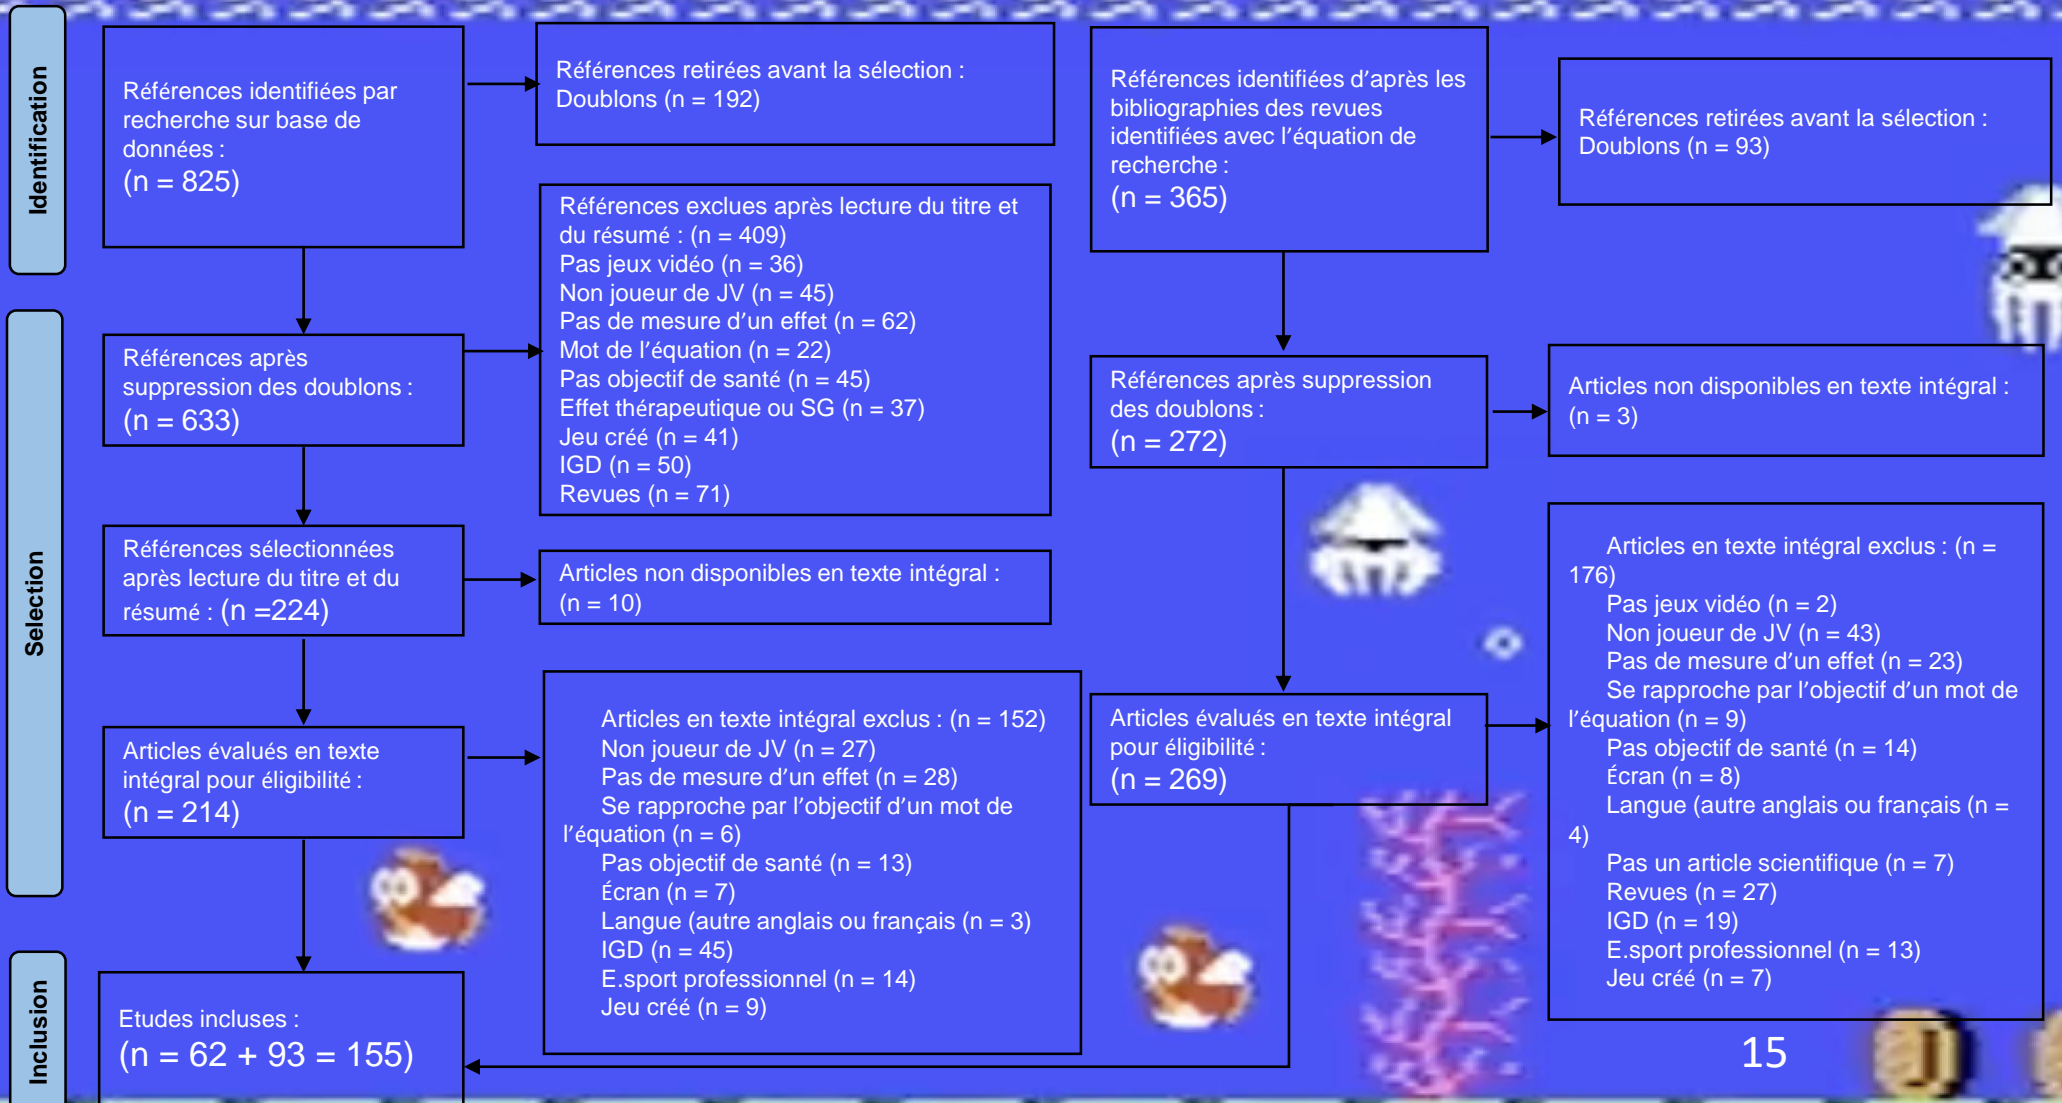 Identification
Références identifiées par
recherche sur base de
données :
(n = 825)
Références retirées avant la sélection :
Doublons (n = 192)
Références identifiées d’après les
bibliographies des revues
identifiées avec l’équation de
recherche :
(n = 365)
Références retirées avant la sélection :
Doublons (n = 93)
Selection
Références après
suppression des doublons :
(n = 633)
Références exclues après lecture du titre et
du résumé : (n = 409)
Pas jeux vidéo (n = 36)
Non joueur de JV (n = 45)
Pas de mesure d’un effet (n = 62)
Mot de l’équation (n = 22)
Pas objectif de santé (n = 45)
Effet thérapeutique ou SG (n = 37)
Jeu créé (n = 41)
IGD (n = 50)
Revues (n = 71)
Références après suppression
des doublons :
(n = 272)
Articles non disponibles en texte intégral :
(n = 3)
Références sélectionnées
après lecture du titre et du
résumé : (n =224)
Articles non disponibles en texte intégral :
(n = 10)
Articles évalués en texte
intégral pour éligibilité :
(n = 214)
Articles en texte intégral exclus : (n = 152)
Non joueur de JV (n = 27)
Pas de mesure d’un effet (n = 28)
Se rapproche par l’objectif d’un mot de
l’équation (n = 6)
Pas objectif de santé (n = 13)
Écran (n = 7)
Langue (autre anglais ou français (n = 3)
IGD (n = 45)
E.sport professionnel (n = 14)
Jeu créé (n = 9)
Articles évalués en texte intégral
pour éligibilité :
(n = 269)
Articles en texte intégral exclus : (n =
176)
Pas jeux vidéo (n = 2)
Non joueur de JV (n = 43)
Pas de mesure d’un effet (n = 23)
Se rapproche par l’objectif d’un mot de
l’équation (n = 9)
Pas objectif de santé (n = 14)
Écran (n = 8)
Langue (autre anglais ou français (n =
4)
Pas un article scientifique (n = 7)
Revues (n = 27)
IGD (n = 19)
E.sport professionnel (n = 13)
Jeu créé (n = 7)
Inclusion
Etudes incluses :
(n = 62 + 93 = 155)
15